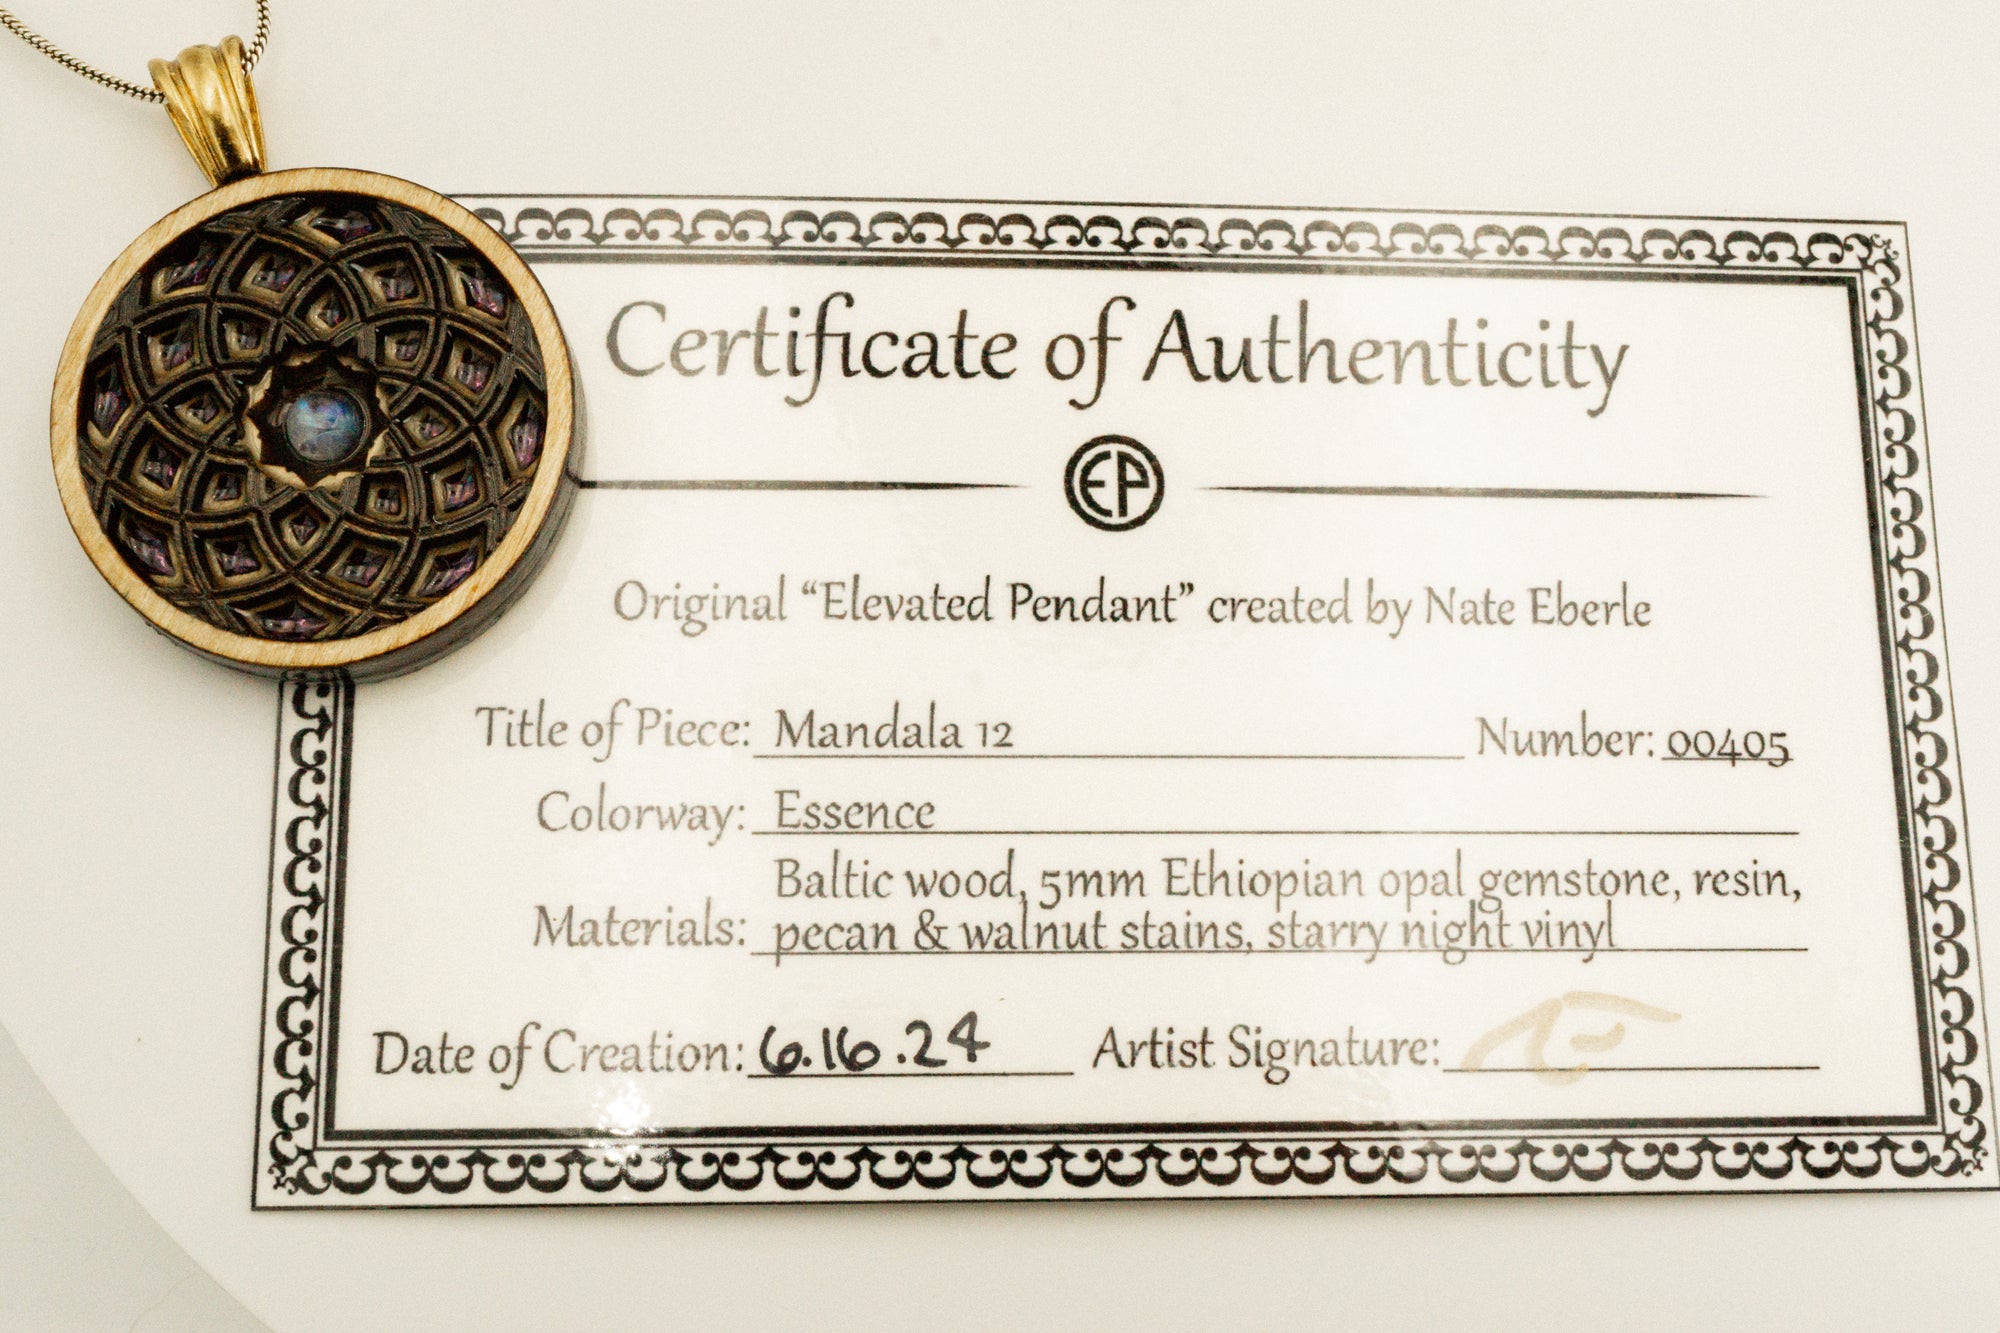 Certificate of Authenticity
EP
Original “Elevated Pendant” created by Nate Eberle
Title of Piece: Mandala 12 Number: 00405
Colorway: Essence
Baltic wood, 5mm Ethiopian opal gemstone, resin,
Materials: pecan & walnut stains, starry night vinyl
Date of Creation: 6.16.24 Artist Signature: